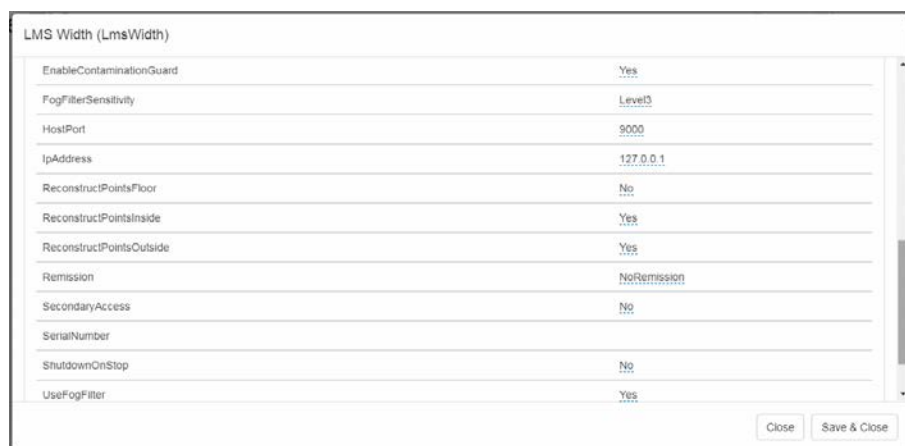 LMS Width (LmsWidth)
EnableContaminationGuard Yes
FogFilterSensitivity Level3
HostPort 9000
IpAddress 127.0.0.1
ReconstructPointsFloor No
ReconstructPointsInside Yes
ReconstructPointsOutside Yes
Remission NoRemission
SecondaryAccess No
SerialNumber
ShutdownOnStop No
UseFogFilter Yes
Close Save & Close